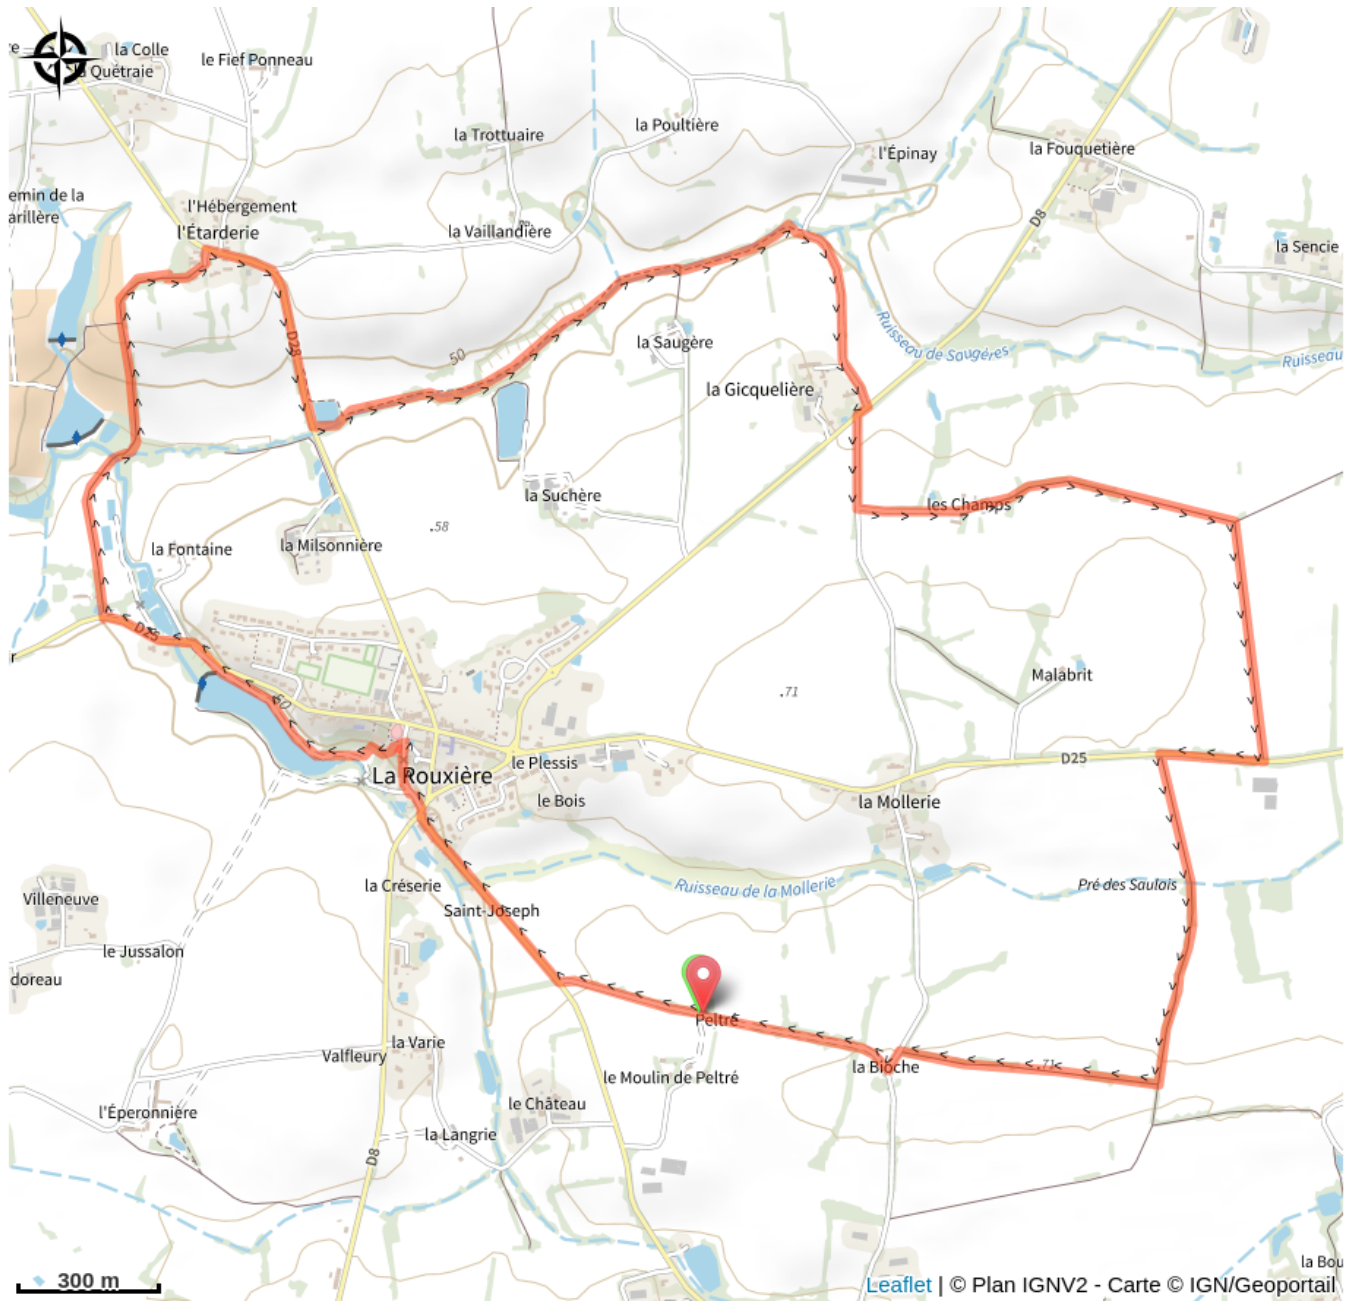 la Colle
la Quétraie
le Fief Ponneau
la Trottuaire
la Poultière
l'Épinay
la Fouquetière
emin de la
arillère
l'Hébergement
l'Étarderie
la Vaillandière
D8
la Sencie
D28
50
la Saugère
Ruisseau de Saugères
Ruisseau
la Gicquelière
la Suchère
les Champs
58
la Fontaine
la Milsonnière
D25
r
Malabrit
71
50
D25
La Rouxière
le Plessis
le Bois
la Mollerie
la Créserie
Ruisseau de la Mollerie
Pré des Saulais
Villeneuve
Saint-Joseph
le Jussalon
doreau
Peltré
la Varie
Valfleury
le Moulin de Peltré
la Bioche
71
l'Éperonnière
le Château
la Langrie
D8
la Bou
300 m
Leaflet | © Plan IGNV2 - Carte © IGN/Geoportail